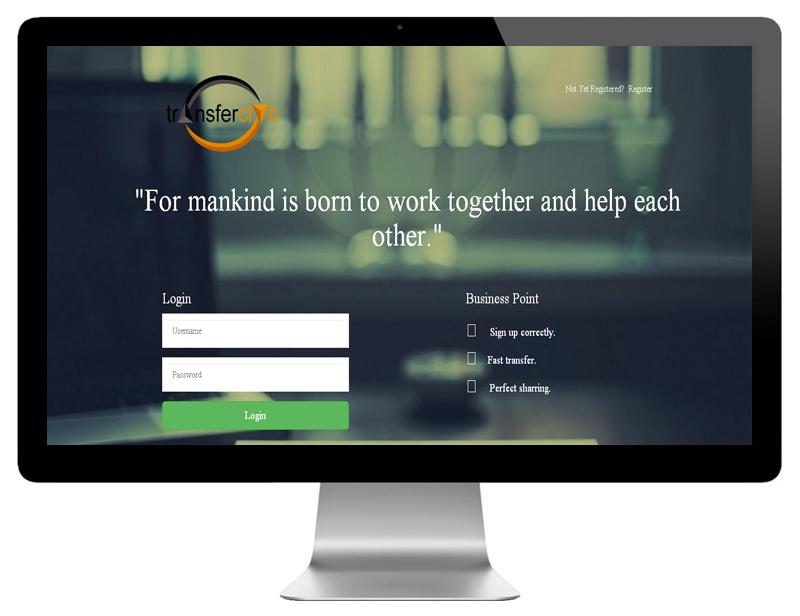 transferclub
Not Yet Registered? Register
"For mankind is born to work together and help each
other."
Login
Business Point
Username
Sign up correctly.
Fast transfer.
Password
Perfect sharring.
Login